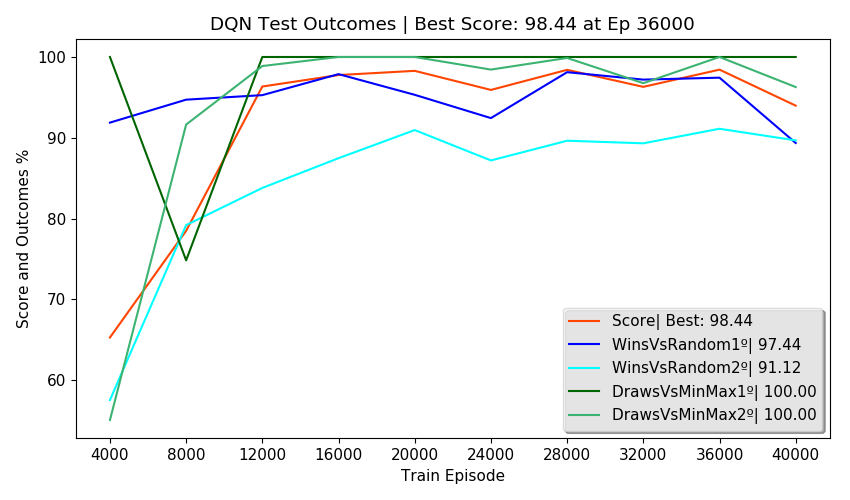 DQN Test Outcomes | Best Score: 98.44 at Ep 36000
Score and Outcomes %
100
90
80
70
60
Score| Best: 98.44
WinsVsRandom1º| 97.44
WinsVsRandom2º| 91.12
DrawsVsMinMax1º| 100.00
DrawsVsMinMax2º| 100.00
4000 8000 12000 16000 20000 24000 28000 32000 36000 40000
Train Episode